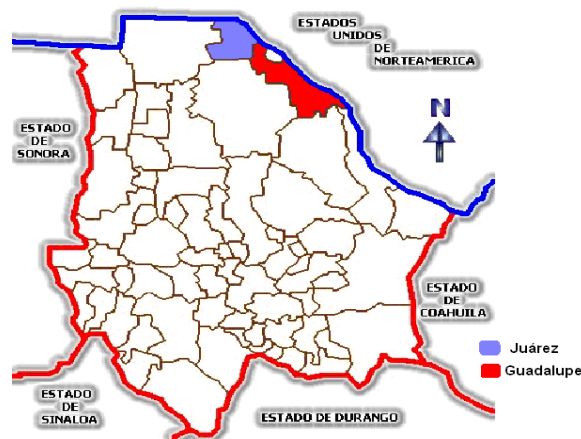 ESTADOS
UNIDOS
DE
NORTEAMERICA
N
ESTADO
DE
SONORA
ESTADO
DE
COAHUILA
Juárez
Guadalupe
ESTADO
DE
SINALOA
ESTADO DE DURANGO